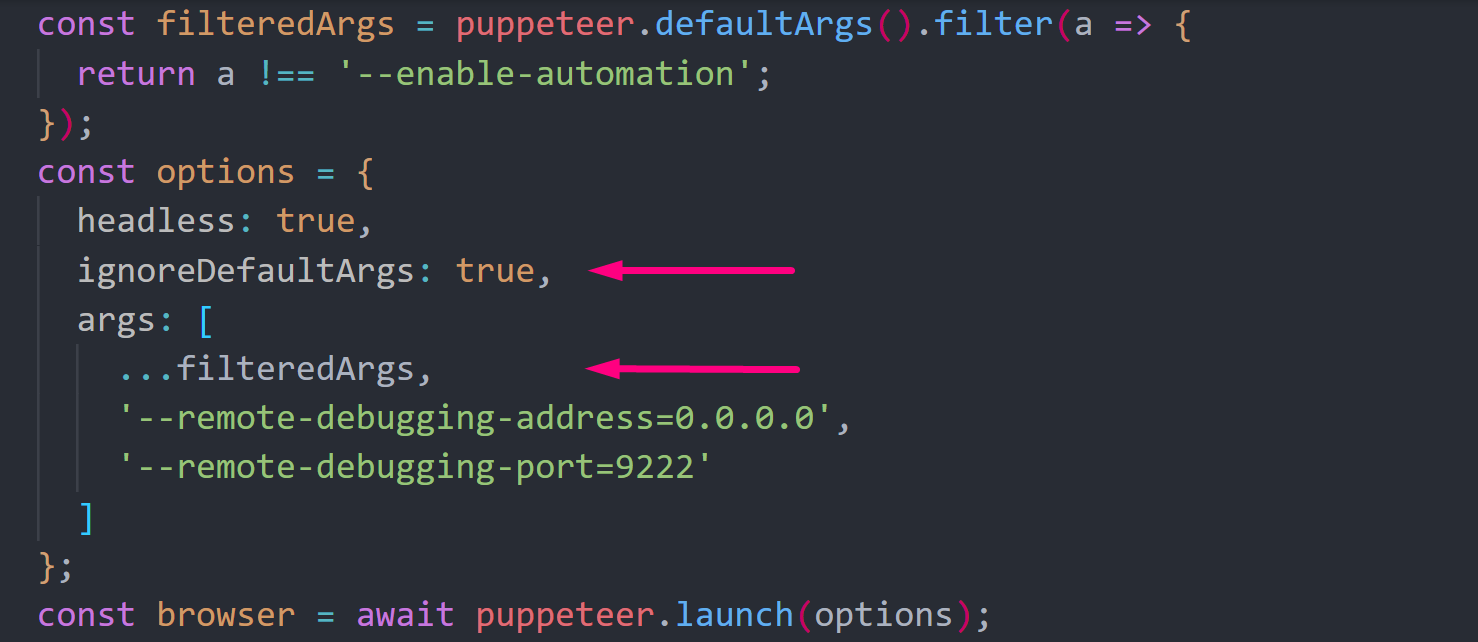 const filteredArgs = puppeteer.defaultArgs().filter(a => {
  return a !== '--enable-automation';
});
const options = {
  headless: true,
  ignoreDefaultArgs: true,
  args: [
    ...filteredArgs,
    '--remote-debugging-address=0.0.0.0',
    '--remote-debugging-port=9222'
  ]
};
const browser = await puppeteer.launch(options);